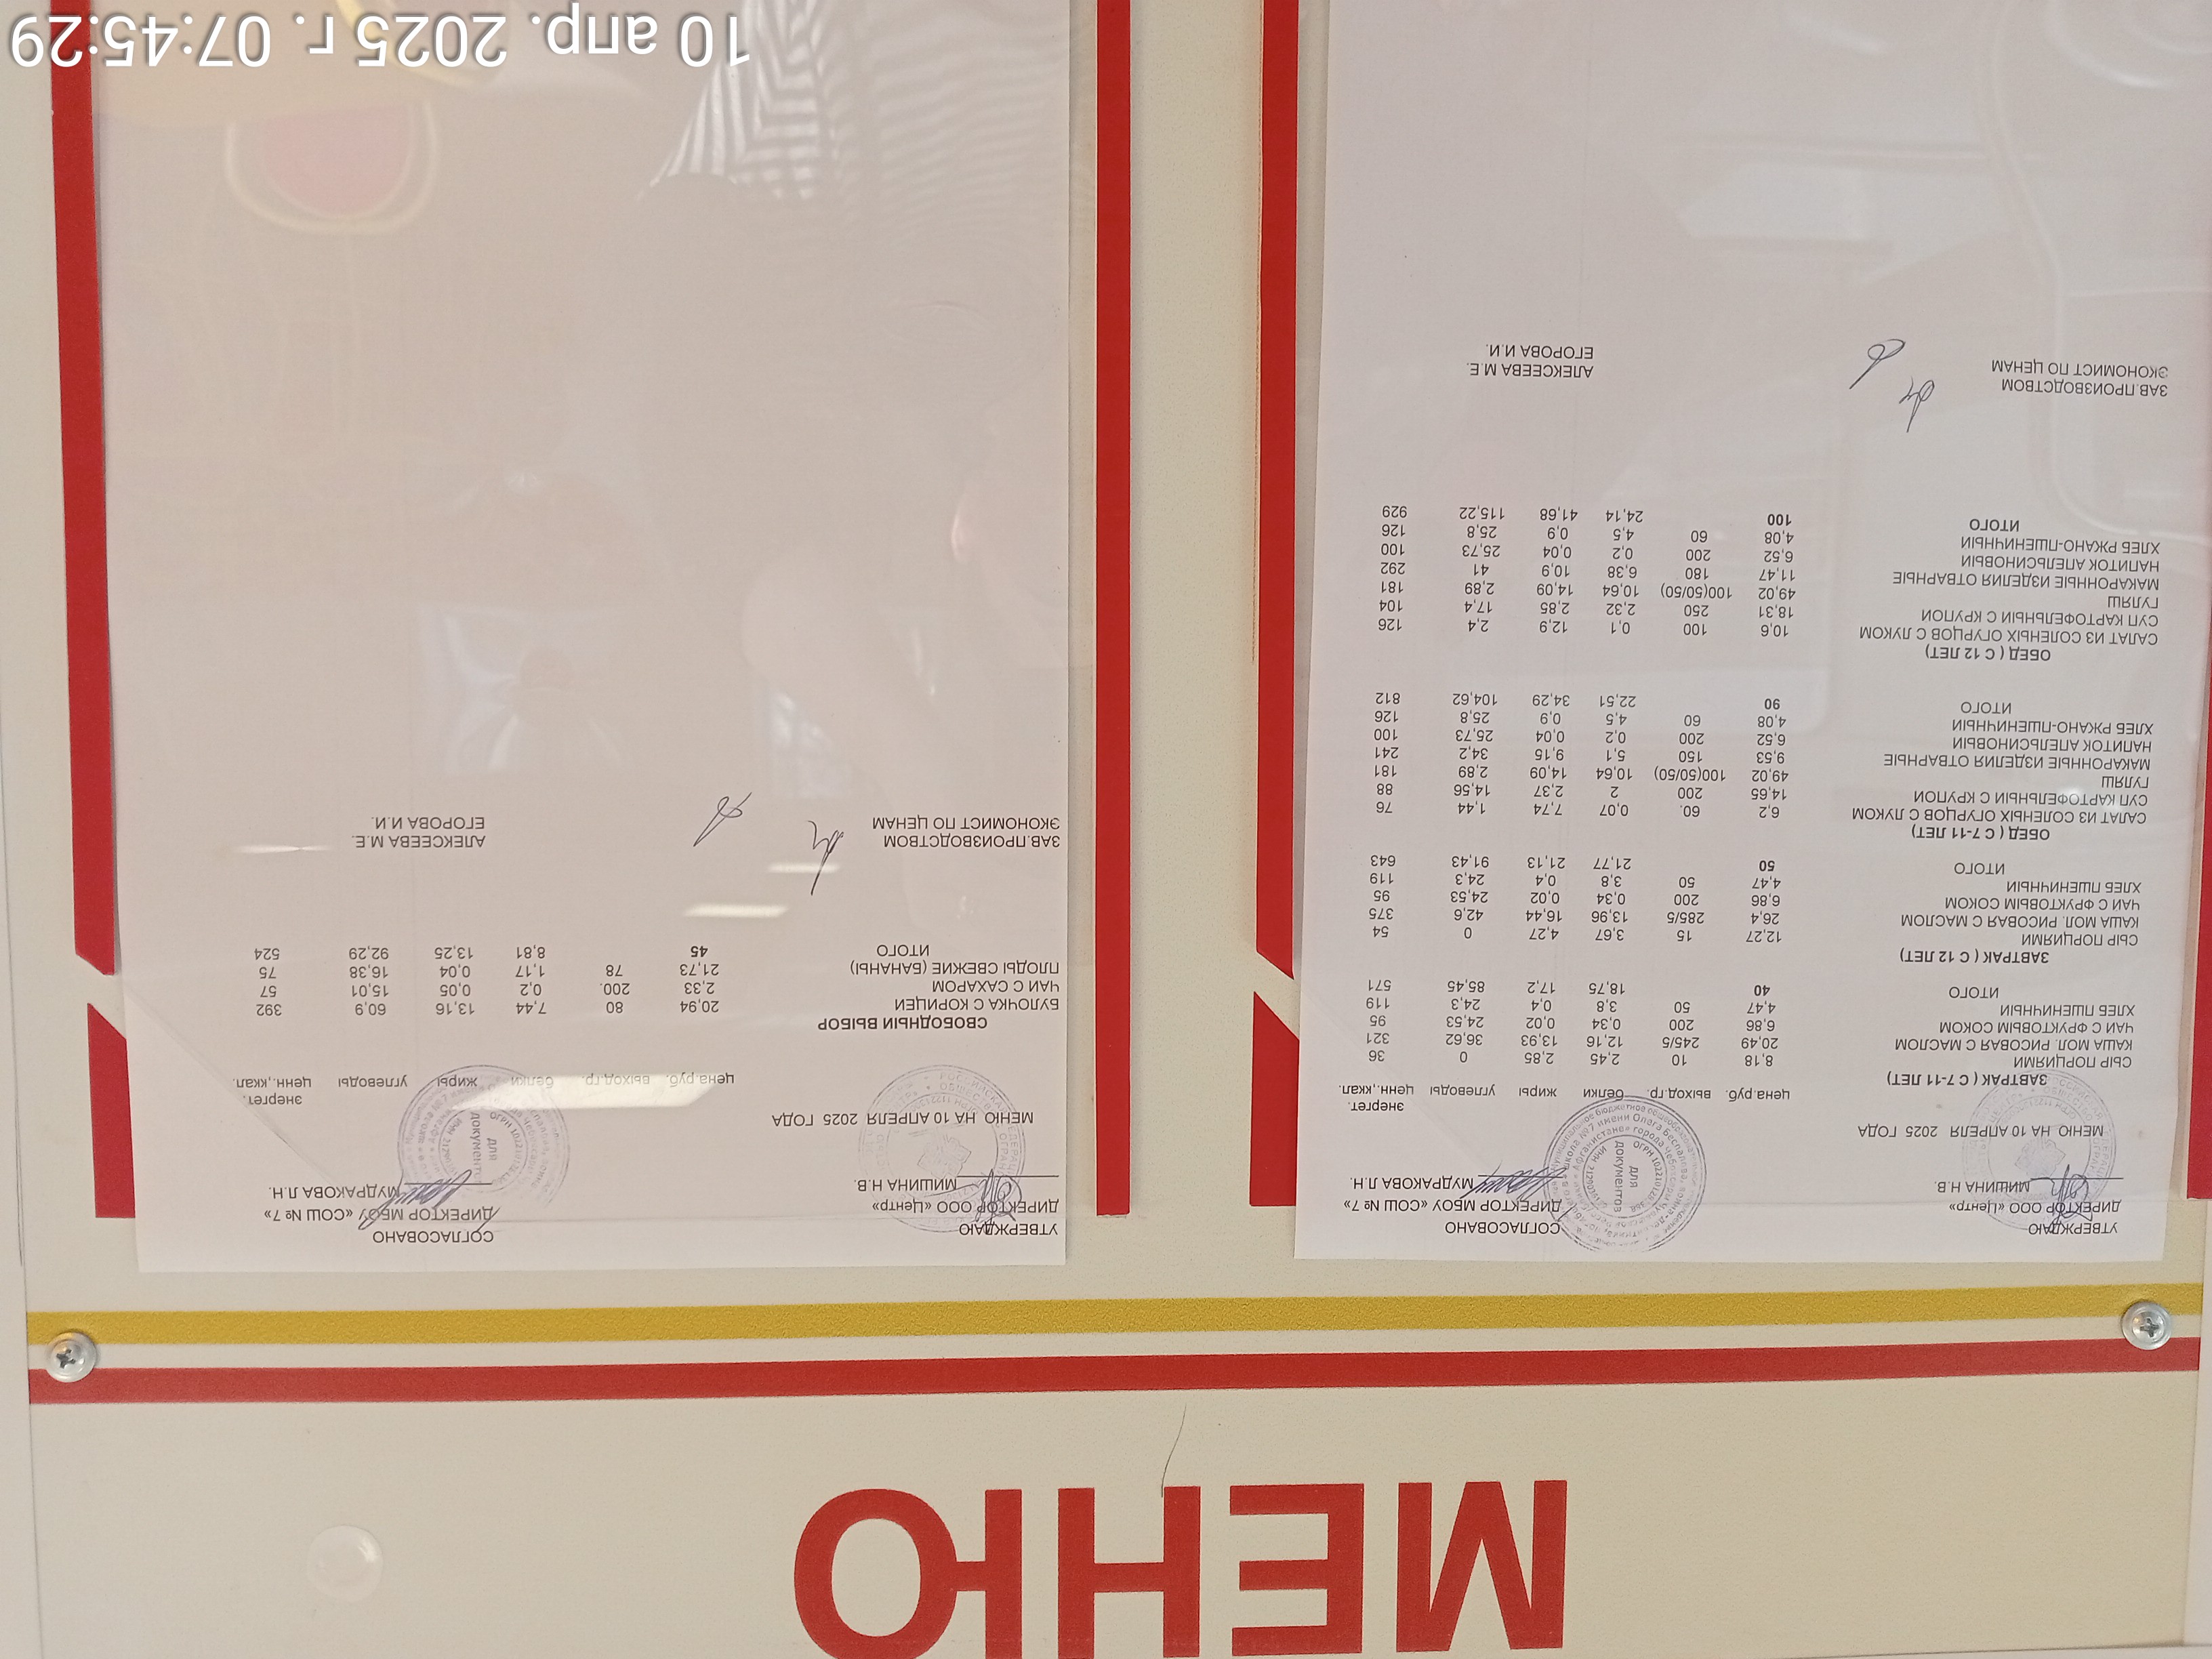 МЕНЮ
УТВЕРЖДАЮ СОГЛАСОВАНО
ДИРЕКТОР ООО «Центр» ДИРЕКТОР МБОУ «СОШ № 7»
МИШИНА Н.В МУДРАКОВА Л.Н.
МЕНЮ НА 10 АПРЕЛЯ 2025 ГОДА
цена,руб. выход,гр. белки жиры углеводы энергет. ценн.,ккал.
ЗАВТРАК ( С 7-11 ЛЕТ)
СЫР ПОРЦИЯМИ 8,18 10 2,45 2,85 0 36
КАША МОЛ. РИСОВАЯ С МАСЛОМ 20,49 245/5 12,16 13,93 36,62 321
ЧАЙ С ФРУКТОВЫМ СОКОМ 6,86 200 0,34 0,02 24,53 95
ХЛЕБ ПШЕНИЧНЫЙ 4,47 50 3,8 0,4 24,3 119
ИТОГО 40 18,75 17,2 85,45 571
ЗАВТРАК ( С 12 ЛЕТ)
СЫР ПОРЦИЯМИ 12,27 15 3,67 4,27 0 54
КАША МОЛ. РИСОВАЯ С МАСЛОМ 26,4 285/5 13,96 16,44 42,6 375
ЧАЙ С ФРУКТОВЫМ СОКОМ 6,86 200 0,34 0,02 24,53 95
ХЛЕБ ПШЕНИЧНЫЙ 4,47 50 3,8 0,4 24,3 119
ИТОГО 50 21,77 21,13 91,43 643
ОБЕД ( С 7-11 ЛЕТ)
САЛАТ ИЗ СОЛЕНЫХ ОГУРЦОВ С ЛУКОМ 6,2 60. 0,07 7,74 1,44 76
СУП КАРТОФЕЛЬНЫЙ С КРУПОЙ 14,65 200 2 2,37 14,56 88
ГУЛЯШ 49,02 100(50/50) 10,64 14,09 2,89 181
МАКАРОННЫЕ ИЗДЕЛИЯ ОТВАРНЫЕ 9,53 150 5,1 9,15 34,2 241
НАПИТОК АПЕЛЬСИНОВЫЙ 6,52 200 0,2 0,04 25,73 100
ХЛЕБ РЖАНО-ПШЕНИЧНЫЙ 4,08 60 4,5 0,9 25,8 126
ИТОГО 90 22,51 34,29 104,62 812
ОБЕД ( С 12 ЛЕТ)
САЛАТ ИЗ СОЛЕНЫХ ОГУРЦОВ С ЛУКОМ 10,6 100 0,1 12,9 2,4 126
СУП КАРТОФЕЛЬНЫЙ С КРУПОЙ 18,31 250 2,32 2,85 17,4 104
ГУЛЯШ 49,02 100(50/50) 10,64 14,09 2,89 181
МАКАРОННЫЕ ИЗДЕЛИЯ ОТВАРНЫЕ 11,47 180 6,38 10,9 41 292
НАПИТОК АПЕЛЬСИНОВЫЙ 6,52 200 0,2 0,04 25,73 100
ХЛЕБ РЖАНО-ПШЕНИЧНЫЙ 4,08 60 4,5 0,9 25,8 126
ИТОГО 100 24,14 41,68 115,22 929
ЗАВ.ПРОИЗВОДСТВОМ АЛЕКСЕЕВА М.Е.
ЭКОНОМИСТ ПО ЦЕНАМ ЕГОРОВА И.И.
для
документов
УТВЕРЖДАЮ СОГЛАСОВАНО
ДИРЕКТОР ООО «Центр» ДИРЕКТОР МБОУ «СОШ № 7»
МИШИНА Н.В. МУДРАКОВА Л.Н.
МЕНЮ НА 10 АПРЕЛЯ 2025 ГОДА
цена,руб. выход,гр. белки жиры углеводы энергет. ценн.,ккал.
СВОБОДНЫЙ ВЫБОР
БУЛОЧКА С КОРИЦЕЙ 20,94 80 7,44 13,16 60,9 392
ЧАЙ С САХАРОМ 2,33 200. 0,2 0,05 15,01 57
ПЛОДЫ СВЕЖИЕ (БАНАНЫ) 21,73 78 1,17 0,04 16,38 75
ИТОГО 45 8,81 13,25 92,29 524
ЗАВ.ПРОИЗВОДСТВОМ АЛЕКСЕЕВА М.Е.
ЭКОНОМИСТ ПО ЦЕНАМ ЕГОРОВА И.И.
для
документов
10 апр. 2025 г. 07:45:29